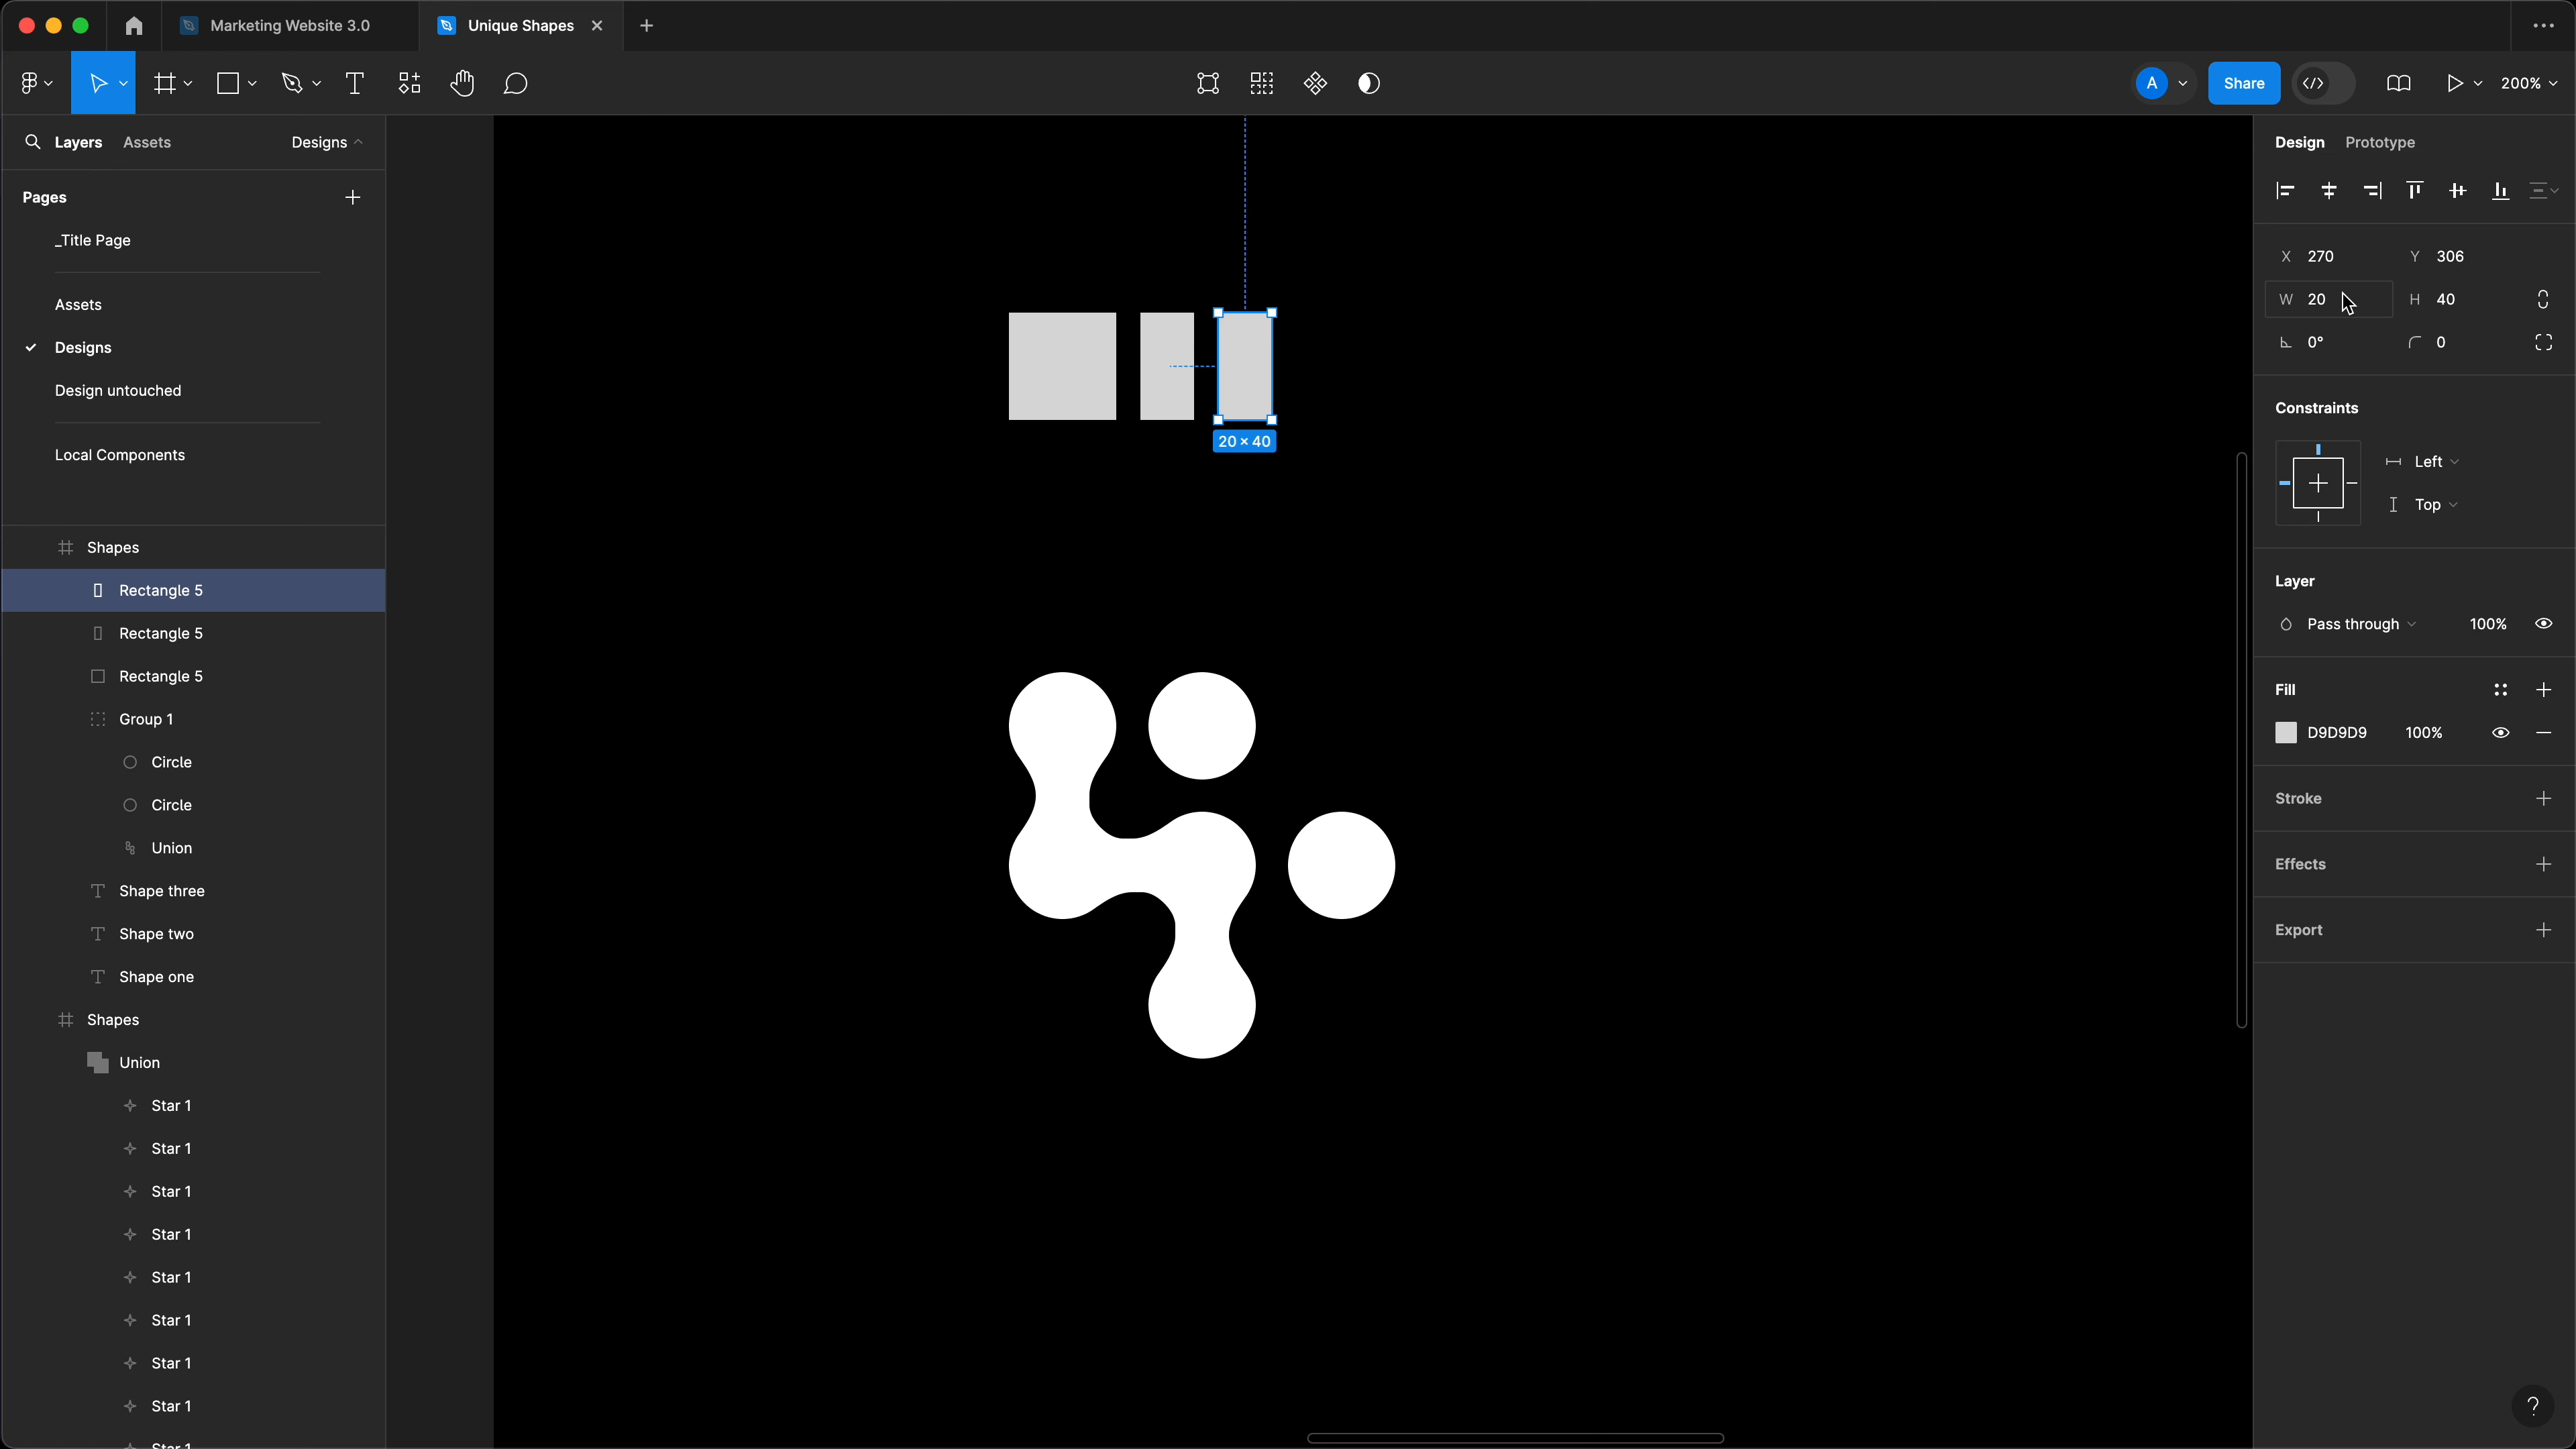 Marketing Website 3.0
Unique Shapes
A
Share
200%
Layers
Assets
Designs
Pages
_Title Page
Assets
Designs
Design untouched
Local Components
Shapes
Rectangle 5
Rectangle 5
Rectangle 5
Group 1
Circle
Circle
Union
Shape three
Shape two
Shape one
Shapes
Union
Star 1
Star 1
Star 1
Star 1
Star 1
Star 1
Star 1
Star 1
Star 1
20 × 40
Design
Prototype
X 270
Y 306
W 20
H 40
0°
0
Constraints
Left
Top
Layer
Pass through
100%
Fill
D9D9D9
100%
Stroke
Effects
Export
?